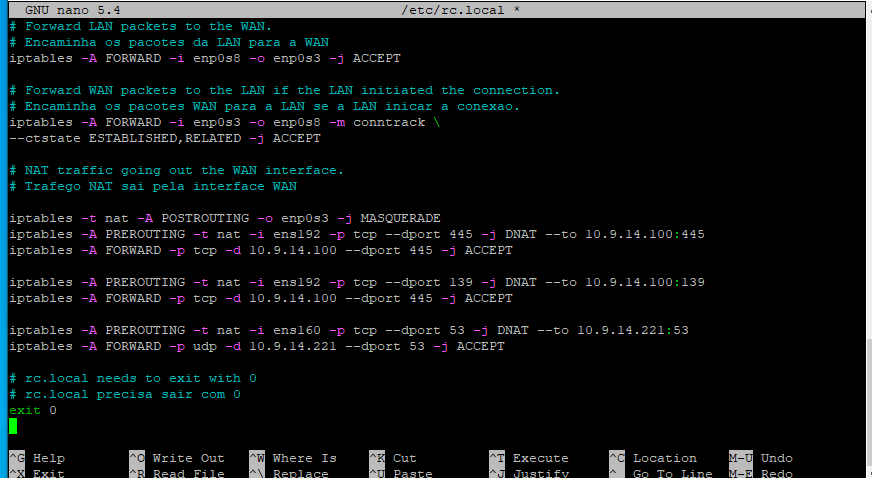 GNU nano 5.4 /etc/rc.local *
# Forward LAN packets to the WAN.
# Encaminha os pacotes da LAN para a WAN
iptables -A FORWARD -i enp0s8 -o enp0s3 -j ACCEPT
# Forward WAN packets to the LAN if the LAN initiated the connection.
# Encaminha os pacotes WAN para a LAN se a LAN inicar a conexao.
iptables -A FORWARD -i enp0s3 -o enp0s8 -m conntrack \
--ctstate ESTABLISHED,RELATED -j ACCEPT
# NAT traffic going out the WAN interface.
# Trafego NAT sai pela interface WAN
iptables -t nat -A POSTROUTING -o enp0s3 -j MASQUERADE
iptables -A PREROUTING -t nat -i ens192 -p tcp --dport 445 -j DNAT --to 10.9.14.100:445
iptables -A FORWARD -p tcp -d 10.9.14.100 --dport 445 -j ACCEPT
iptables -A PREROUTING -t nat -i ens192 -p tcp --dport 139 -j DNAT --to 10.9.14.100:139
iptables -A FORWARD -p tcp -d 10.9.14.100 --dport 445 -j ACCEPT
iptables -A PREROUTING -t nat -i ens160 -p tcp --dport 53 -j DNAT --to 10.9.14.221:53
iptables -A FORWARD -p udp -d 10.9.14.221 --dport 53 -j ACCEPT
# rc.local needs to exit with 0
# rc.local precisa sair com 0
exit 0
^G Help ^O Write Out ^W Where Is ^K Cut ^T Execute ^C Location M-U Undo
^X Exit ^R Read File ^\ Replace ^U Paste ^J Justify ^_ Go To Line M-E Redo